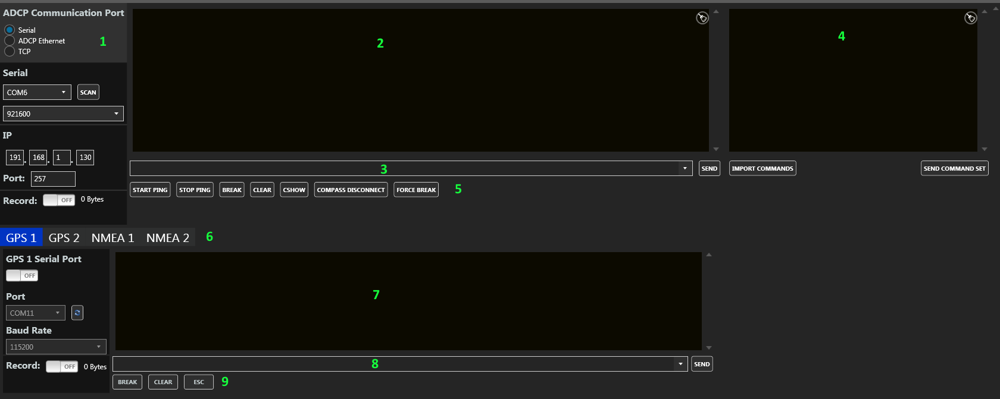 ADCP Communication Port
Serial
ADCP Ethernet
TCP
1
2
4
Serial
COM6
SCAN
921600
IP
191 . 168 . 1 . 130
Port: 257
Record: OFF 0 Bytes
3
SEND
IMPORT COMMANDS
SEND COMMAND SET
START PING
STOP PING
BREAK
CLEAR
CSHOW
COMPASS DISCONNECT
FORCE BREAK
5
GPS 1
GPS 2
NMEA 1
NMEA 2
6
GPS 1 Serial Port
OFF
Port
COM11
Baud Rate
115200
Record: OFF 0 Bytes
7
8
SEND
BREAK
CLEAR
ESC
9